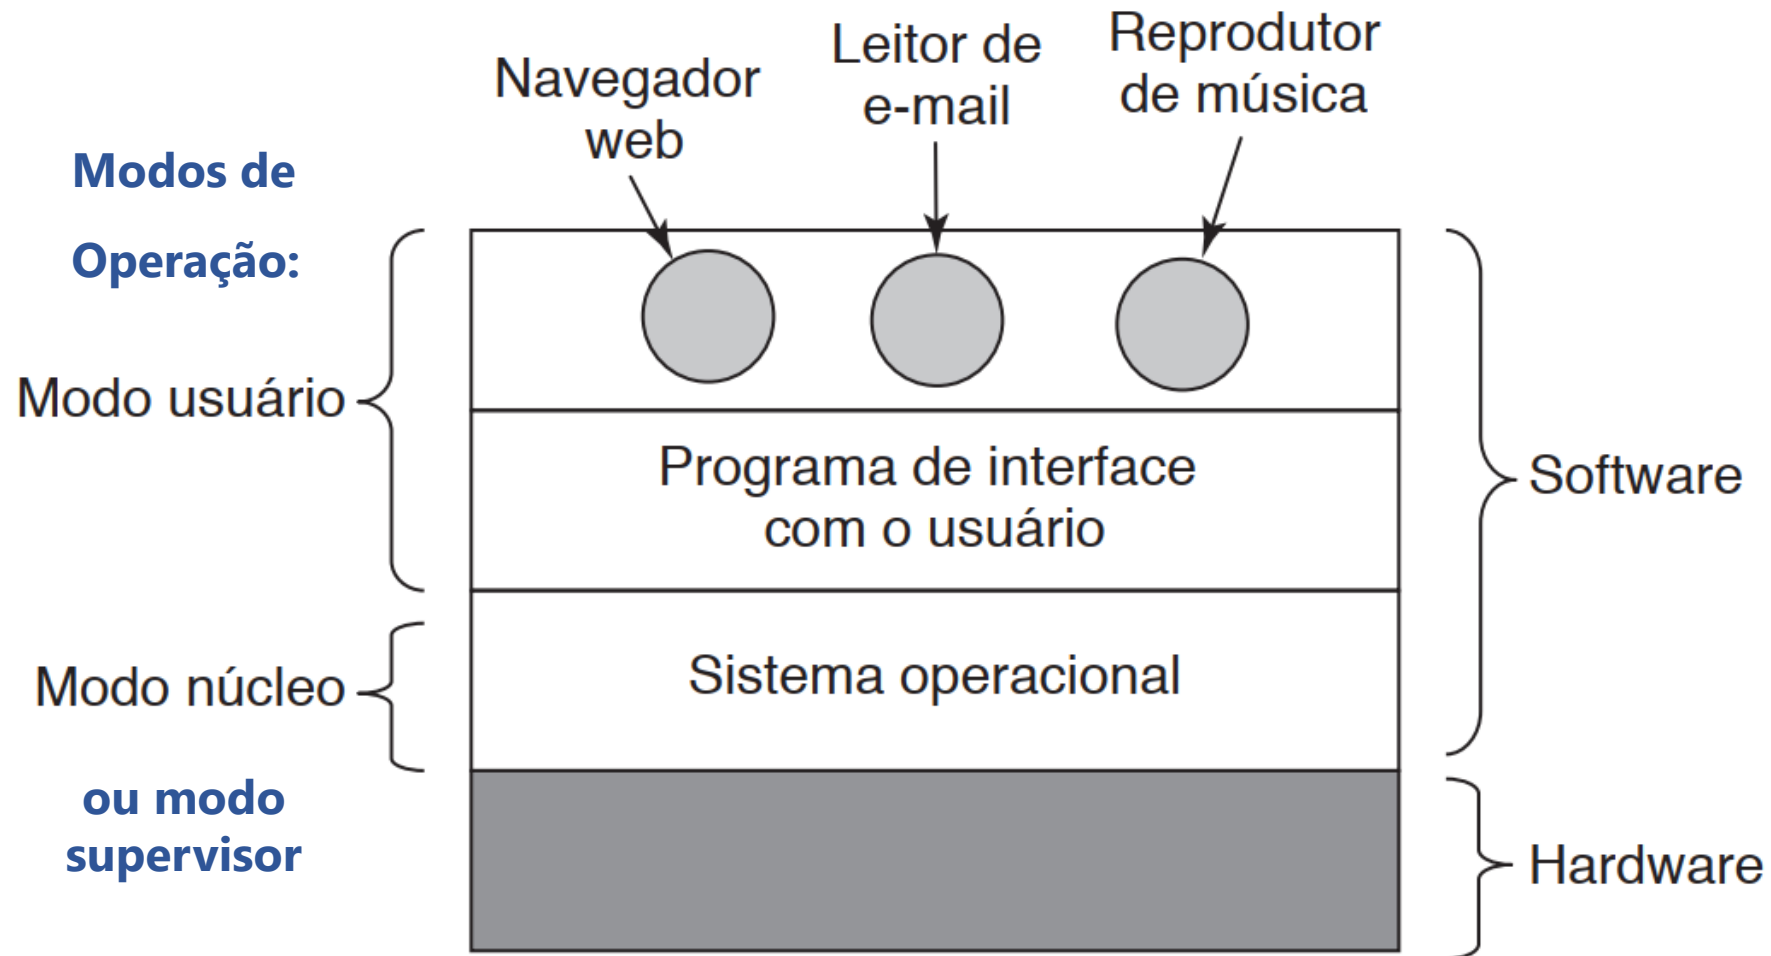 Navegador
web
Leitor de
e-mail
Reprodutor
de música
Modos de
Operação:
Modo usuário
Programa de interface
com o usuário
Software
Modo núcleo
Sistema operacional
ou modo
supervisor
Hardware